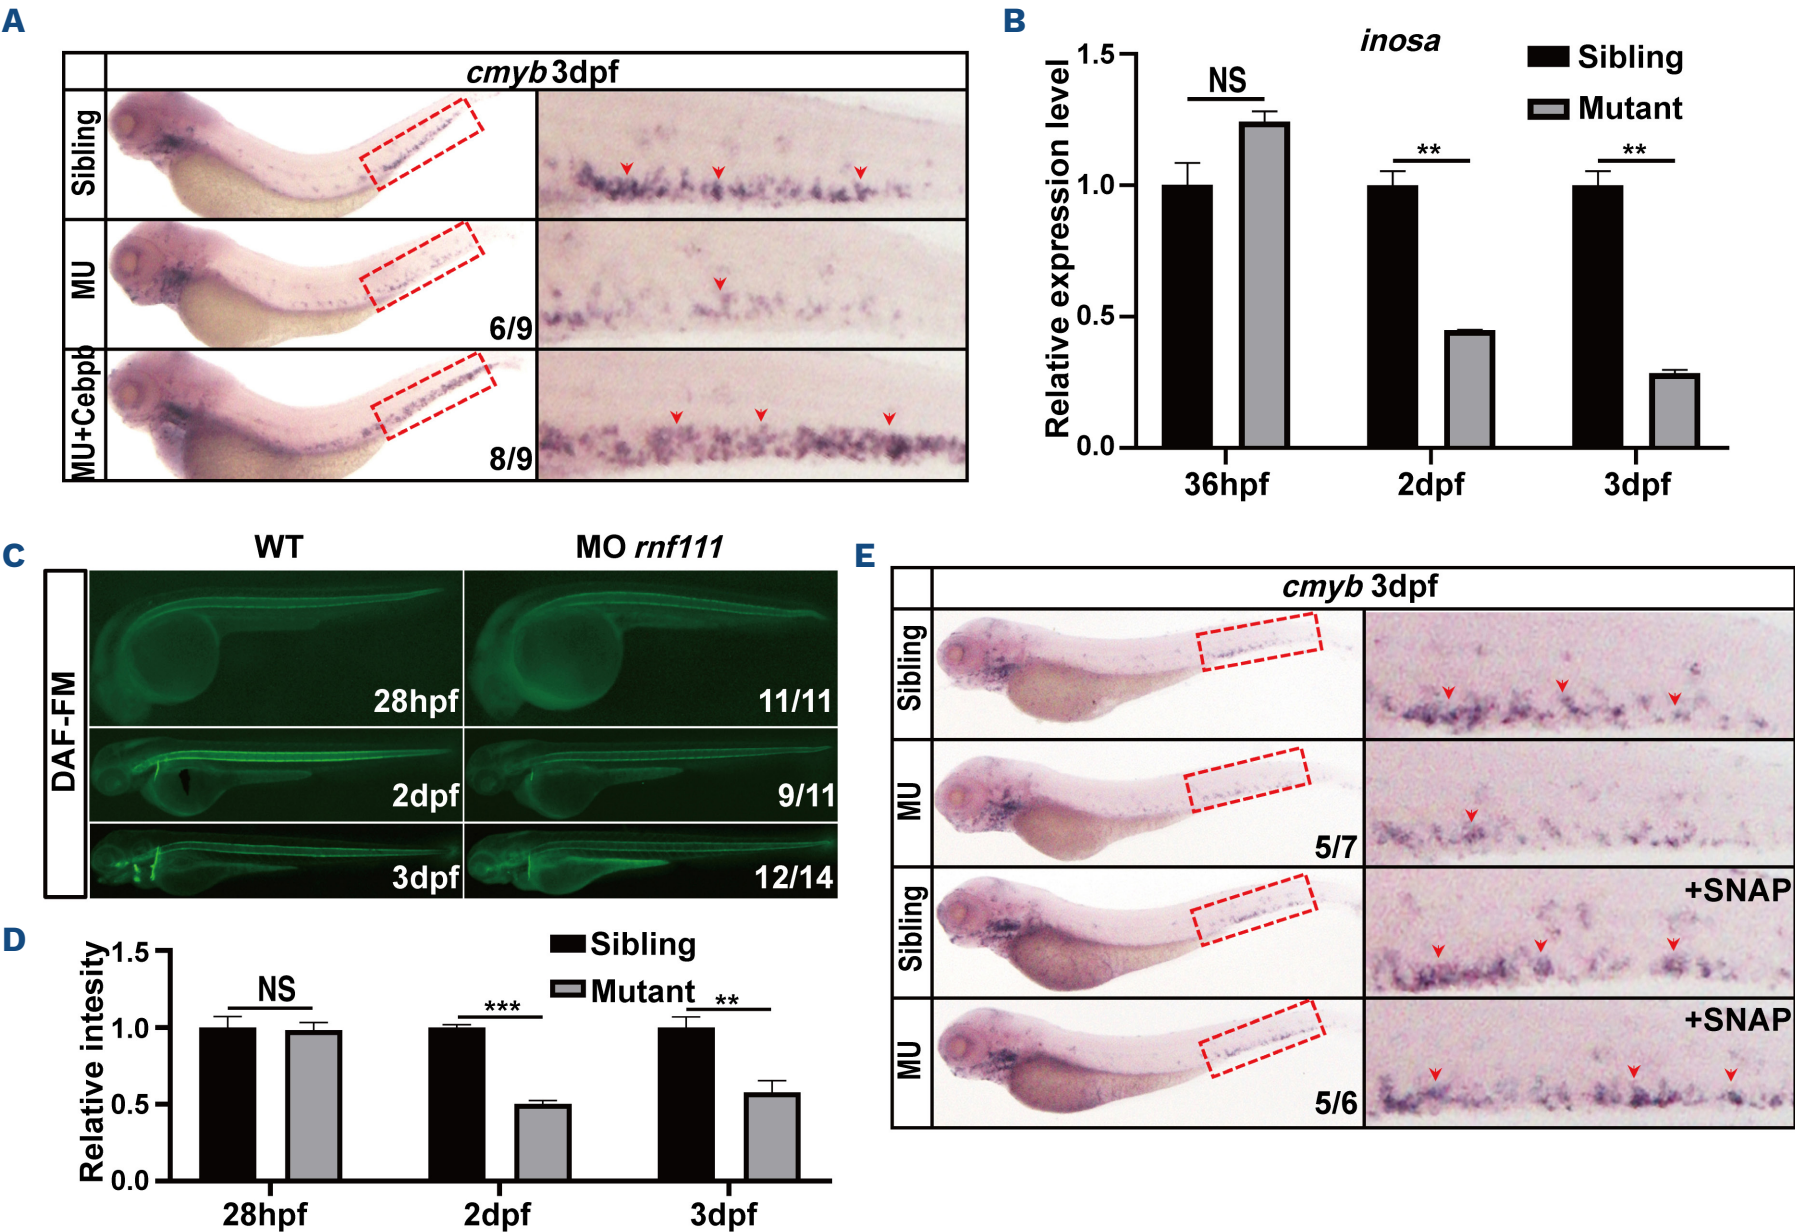 A
cmyb 3dpf
Sibling
MU
6/9
MU+Cebpb
8/9
B
inosa
Sibling
Mutant
Relative expression level
1.5
1.0
0.5
0.0
NS
**
**
36hpf
2dpf
3dpf
C
WT
MO rnf111
DAF-FM
28hpf
11/11
2dpf
9/11
3dpf
12/14
D
Sibling
Mutant
Relative intesity
1.5
1.0
0.5
0.0
NS
***
**
28hpf
2dpf
3dpf
E
cmyb 3dpf
Sibling
MU
5/7
Sibling
+SNAP
MU
+SNAP
5/6